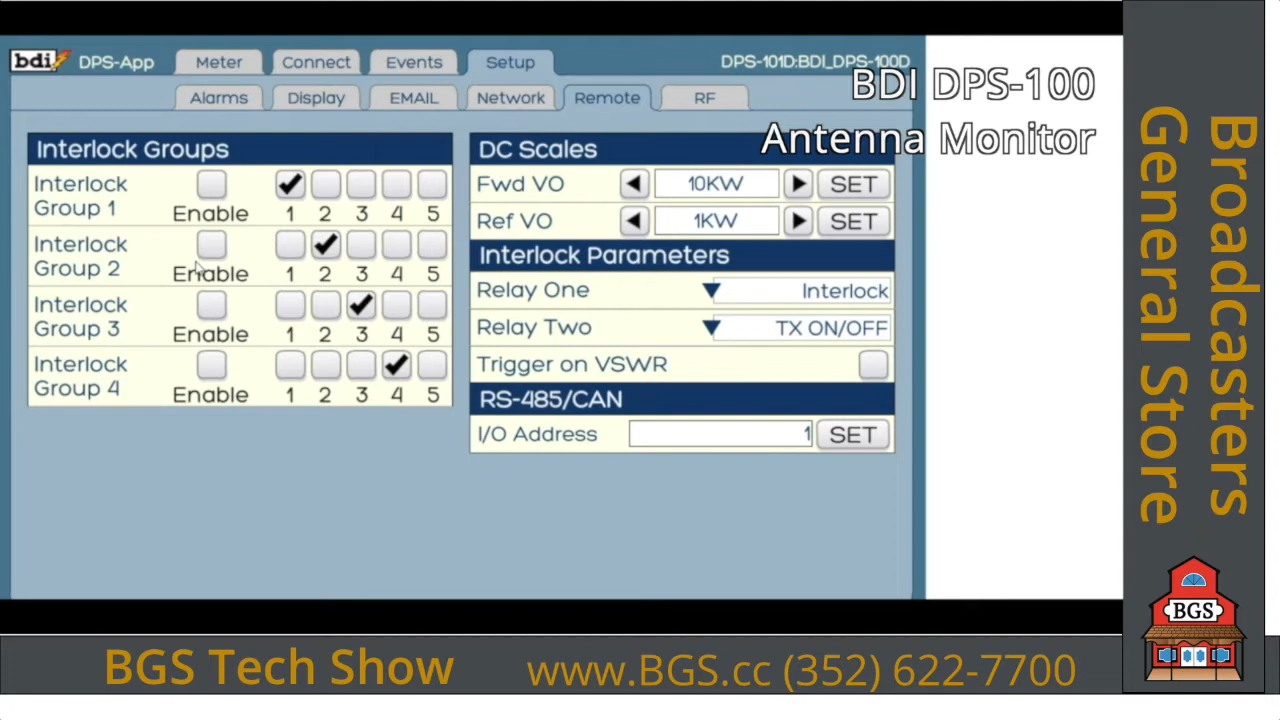 bdi DPS-App Meter Connect Events Setup DPS-101D:BDI_DPS-100D
Alarms Display EMAIL Network Remote RF
BDI DPS-100
Antenna Monitor
Interlock Groups
Interlock
Group 1
Enable 1 2 3 4 5
Interlock
Group 2
Enable 1 2 3 4 5
Interlock
Group 3
Enable 1 2 3 4 5
Interlock
Group 4
Enable 1 2 3 4 5
DC Scales
Fwd VO 10KW SET
Ref VO 1KW SET
Interlock Parameters
Relay One Interlock
Relay Two TX ON/OFF
Trigger on VSWR
RS-485/CAN
I/O Address 1 SET
Broadcasters
General Store
BGS
BGS Tech Show www.BGS.cc (352) 622-7700